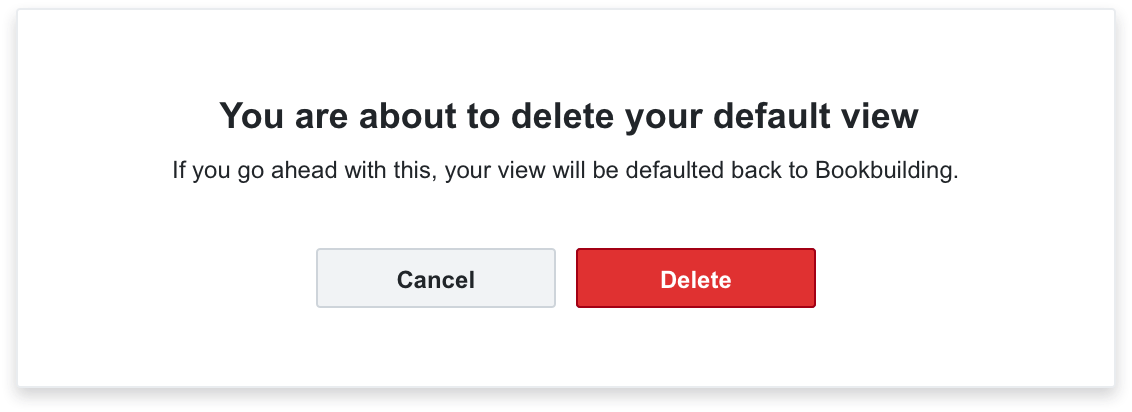 You are about to delete your default view
If you go ahead with this, your view will be defaulted back to Bookbuilding.
Cancel
Delete